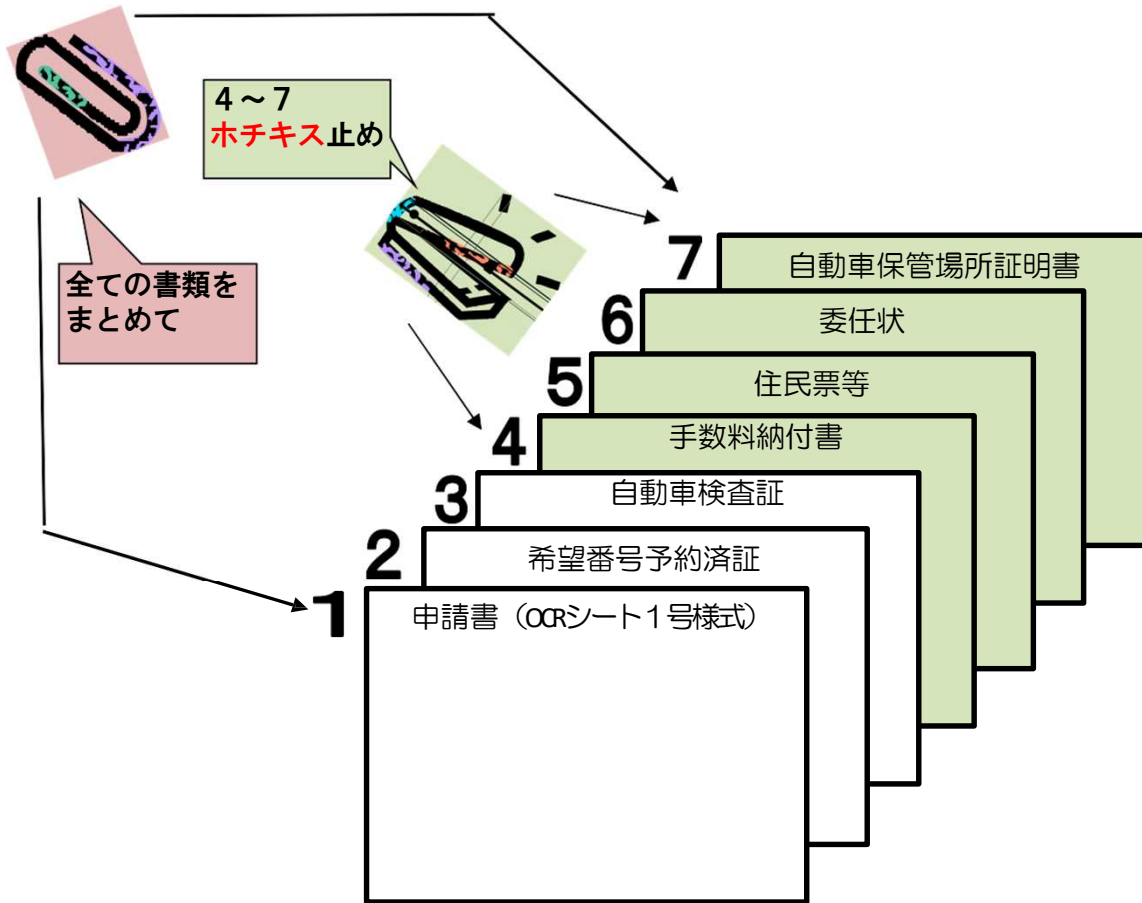 4～7
ホチキス止め
全ての書類を
まとめて
7
自動車保管場所証明書
6
委任状
5
住民票等
4
手数料納付書
3
自動車検査証
2
希望番号予約済証
1
申請書（OCRシート1号様式）